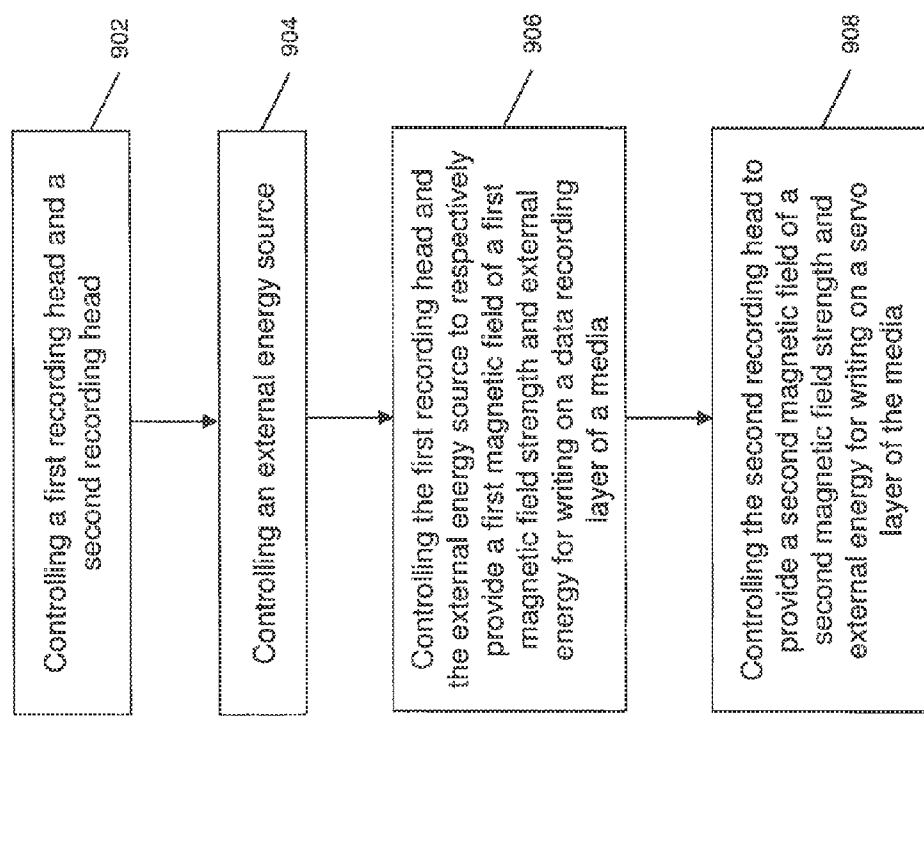 Controlling a first recording head and a
second recording head
902
Controlling an external energy source
904
Controlling the first recording head and
the external energy source to respectively
provide a first magnetic field of a first
magnetic field strength and external
energy for writing on a data recording
layer of a media
906
Controlling the second recording head to
provide a second magnetic field of a
second magnetic field strength and
external energy for writing on a servo
layer of the media
908